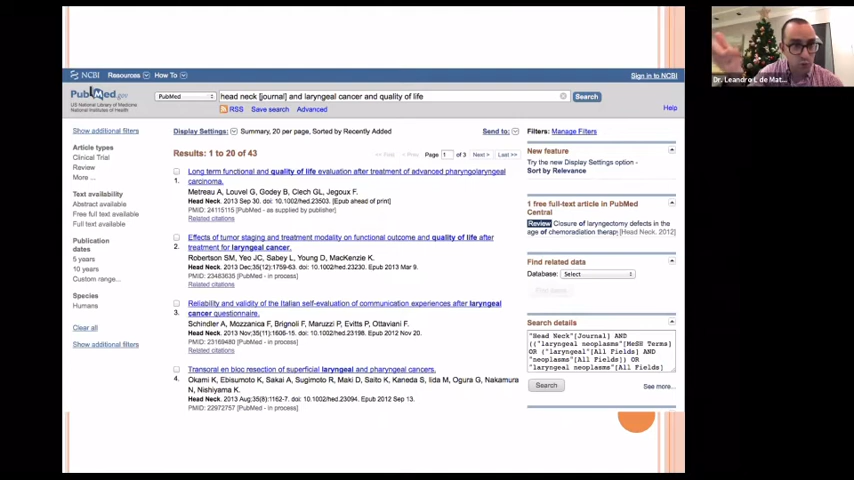 NCBI Resources How To Sign in to NCBI
PubMed.gov
US National Library of Medicine
National Institutes of Health
PubMed
head neck [journal] and laryngeal cancer and quality of life
Search
RSS Save search Advanced
Help
Show additional filters
Article types
Clinical Trial
Review
More ...
Text availability
Abstract available
Free full text available
Full text available
Publication
dates
5 years
10 years
Custom range...
Species
Humans
Clear all
Show additional filters
Display Settings: Summary, 20 per page, Sorted by Recently Added
Send to:
Results: 1 to 20 of 43
<< First < Prev Page 1 of 3 Next > Last >>
Long term functional and quality of life evaluation after treatment of advanced pharyngolaryngeal
1. carcinoma.
Metreau A, Louvel G, Godey B, Clech GL, Jegoux F.
Head Neck. 2013 Sep 30. doi: 10.1002/hed.23503. [Epub ahead of print]
PMID: 24115115 [PubMed - as supplied by publisher]
Related citations
Effects of tumor staging and treatment modality on functional outcome and quality of life after
2. treatment for laryngeal cancer.
Robertson SM, Yeo JC, Sabey L, Young D, MacKenzie K.
Head Neck. 2013 Dec;35(12):1759-63. doi: 10.1002/hed.23230. Epub 2013 Mar 9.
PMID: 23483635 [PubMed - in process]
Related citations
Reliability and validity of the Italian self-evaluation of communication experiences after laryngeal
3. cancer questionnaire.
Schindler A, Mozzanica F, Brignoli F, Maruzzi P, Evitts P, Ottaviani F.
Head Neck. 2013 Nov;35(11):1606-15. doi: 10.1002/hed.23198. Epub 2012 Nov 20.
PMID: 23169480 [PubMed - in process]
Related citations
Transoral en bloc resection of superficial laryngeal and pharyngeal cancers.
4. Okami K, Ebisumoto K, Sakai A, Sugimoto R, Maki D, Saito K, Kaneda S, Iida M, Ogura G, Nakamura
N, Nishiyama K.
Head Neck. 2013 Aug;35(8):1162-7. doi: 10.1002/hed.23094. Epub 2012 Sep 13.
PMID: 22972757 [PubMed - in process]
Filters: Manage Filters
New feature
Try the new Display Settings option -
Sort by Relevance
1 free full-text article in PubMed
Central
Review Closure of laryngectomy defects in the
age of chemoradiation therapy [Head Neck. 2012]
Find related data
Database: Select
Find items
Search details
"Head Neck"[Journal] AND
(("laryngeal neoplasms"[MeSH Terms]
OR ("laryngeal"[All Fields] AND
"neoplasms"[All Fields]) OR
"laryngeal neoplasms"[All Fields]
Search
See more...
Dr. Leandro L de Mat...